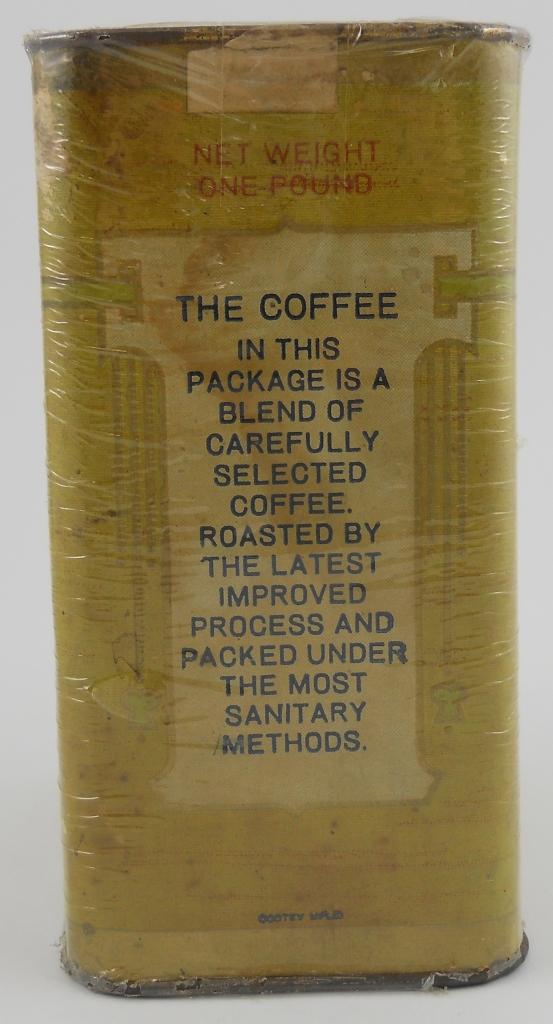 NET WEIGHT
ONE-POUND
THE COFFEE
IN THIS
PACKAGE IS A
BLEND OF
CAREFULLY
SELECTED
COFFEE.
ROASTED BY
THE LATEST
IMPROVED
PROCESS AND
PACKED UNDER
THE MOST
SANITARY
METHODS.